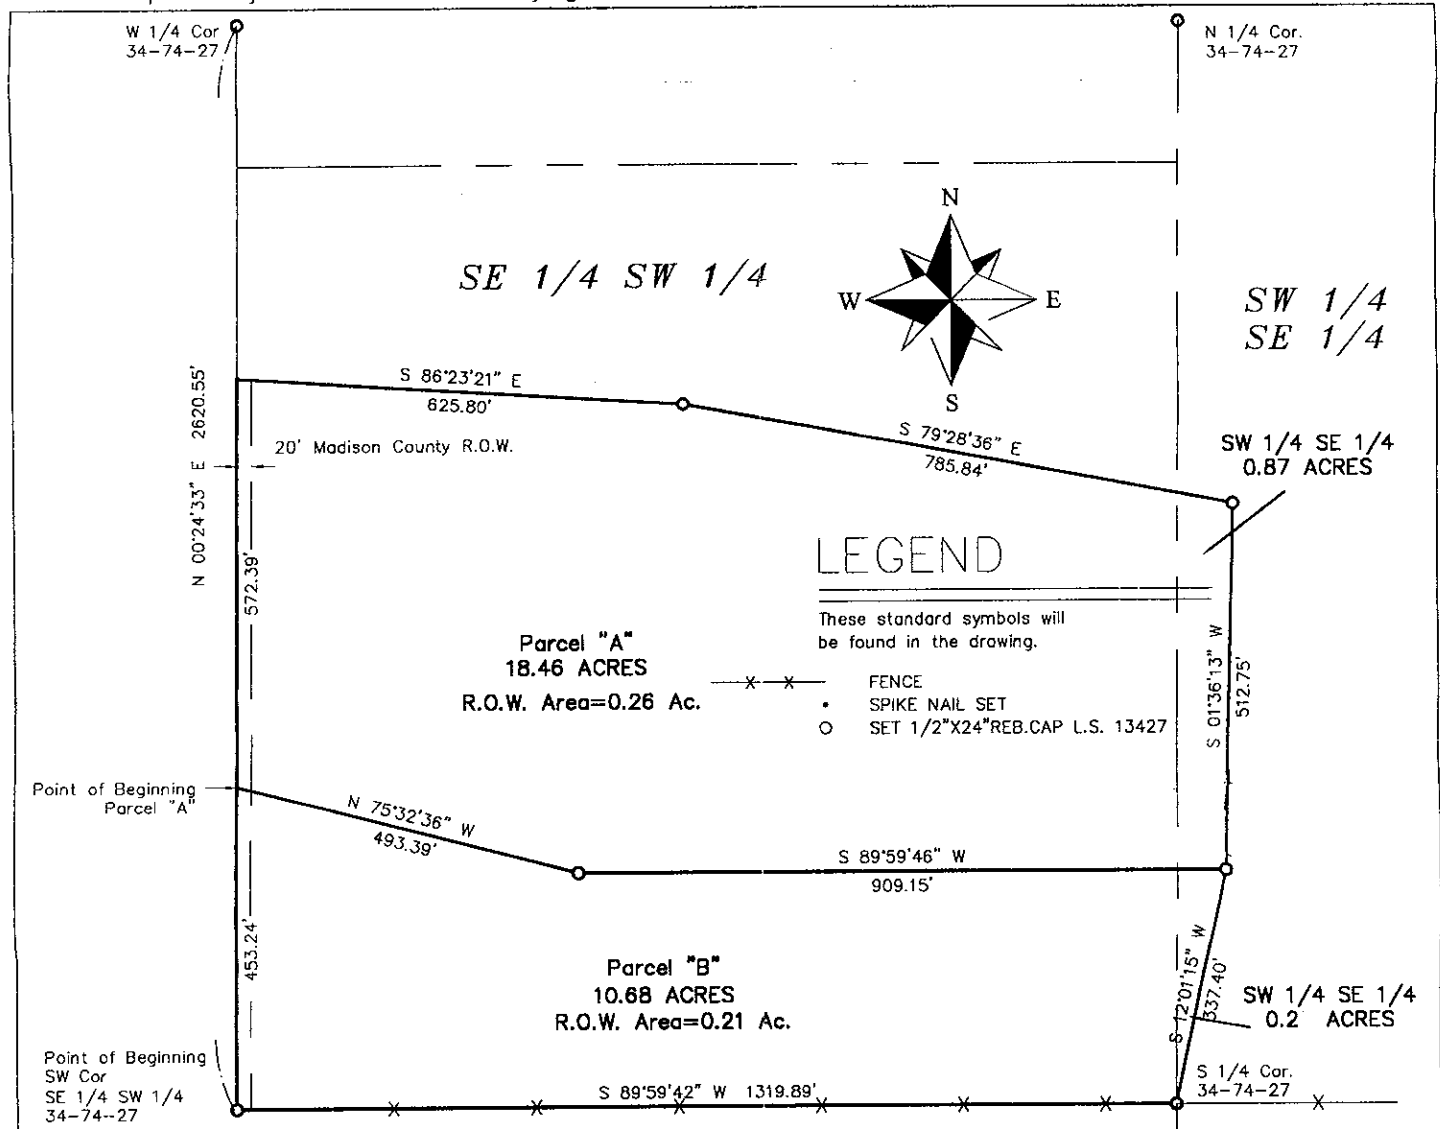 W 1/4 Cor
34-74-27
N 1/4 Cor.
34-74-27
N
W
E
S
SE 1/4 SW 1/4
SW 1/4
SE 1/4
S 86°23'21" E
625.80'
S 79°28'36" E
785.84'
SW 1/4 SE 1/4
0.87 ACRES
N 00°24'33" E 2620.55'
20' Madison County R.O.W.
572.39'
LEGEND
These standard symbols will
be found in the drawing.
FENCE
SPIKE NAIL SET
SET 1/2"X24"REB.CAP L.S. 13427
Parcel "A"
18.46 ACRES
R.O.W. Area=0.26 Ac.
S 01°36'13" W
512.75'
Point of Beginning
Parcel "A"
N 75°32'36" W
493.39'
S 89°59'46" W
909.15'
453.24'
Parcel "B"
10.68 ACRES
R.O.W. Area=0.21 Ac.
S 12°01'15" W
337.40'
SW 1/4 SE 1/4
0.2 ACRES
Point of Beginning
SW Cor
SE 1/4 SW 1/4
34-74--27
S 89°59'42" W 1319.89'
S 1/4 Cor.
34-74-27